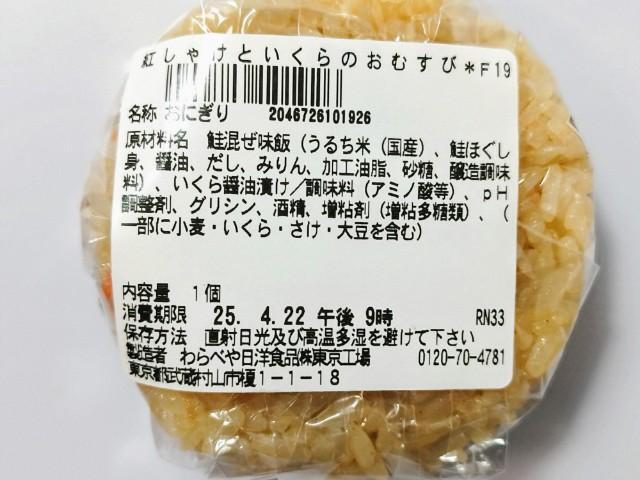 紅しゃけといくらのおむすび*F19
名称 おにぎり 2046726101926
原材料名 鮭混ぜ味飯(うるち米(国産)、鮭ほぐし
身、醤油、だし、みりん、加工油脂、砂糖、醸造調味
料)、いくら醤油漬け/調味料(アミノ酸等)、pH
調整剤、グリシン、酒精、増粘剤(増粘多糖類)、(
一部に小麦・いくら・さけ・大豆を含む)
内容量 1個
消費期限 25. 4.22 午後 9時 RN33
保存方法 直射日光及び高温多湿を避けて下さい
製造者 わらべや日洋食品㈱東京工場 0120-70-4781
東京都武蔵村山市榎1-1-18